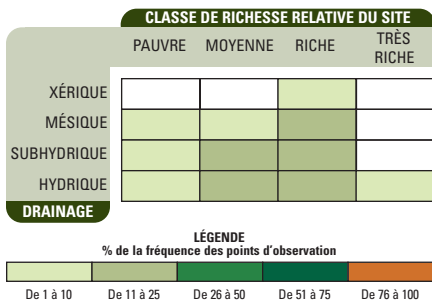 CLASSE DE RICHESSE RELATIVE DU SITE
PAUVRE MOYENNE RICHE TRÈS RICHE
XÉRIQUE
MÉSIQUE
SUBHYDRIQUE
HYDRIQUE
DRAINAGE
LÉGENDE
% de la fréquence des points d'observation
De 1 à 10 De 11 à 25 De 26 à 50 De 51 à 75 De 76 à 100